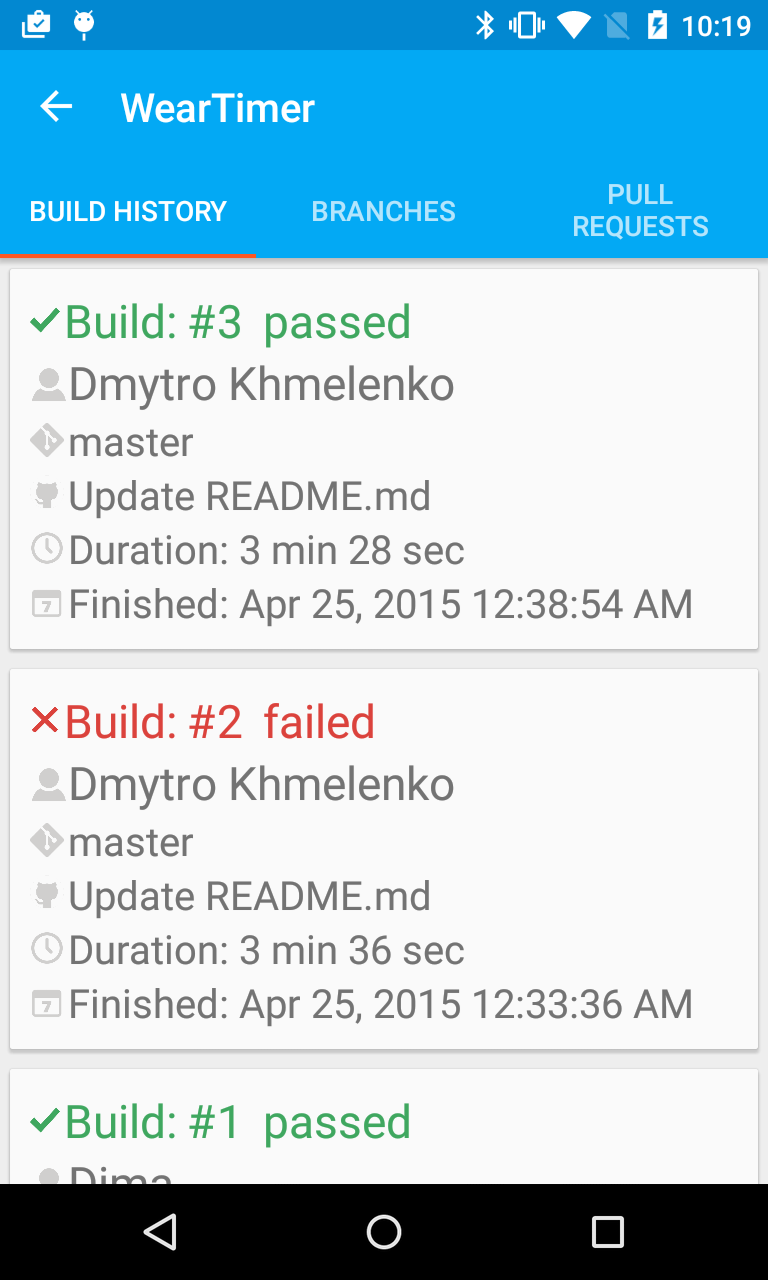 10:19
WearTimer
BUILD HISTORY
BRANCHES
PULL
REQUESTS
Build: #3 passed
Dmytro Khmelenko
master
Update README.md
Duration: 3 min 28 sec
7
Finished: Apr 25, 2015 12:38:54 AM
Build: #2 failed
Dmytro Khmelenko
master
Update README.md
Duration: 3 min 36 sec
7
Finished: Apr 25, 2015 12:33:36 AM
Build: #1 passed
Dima